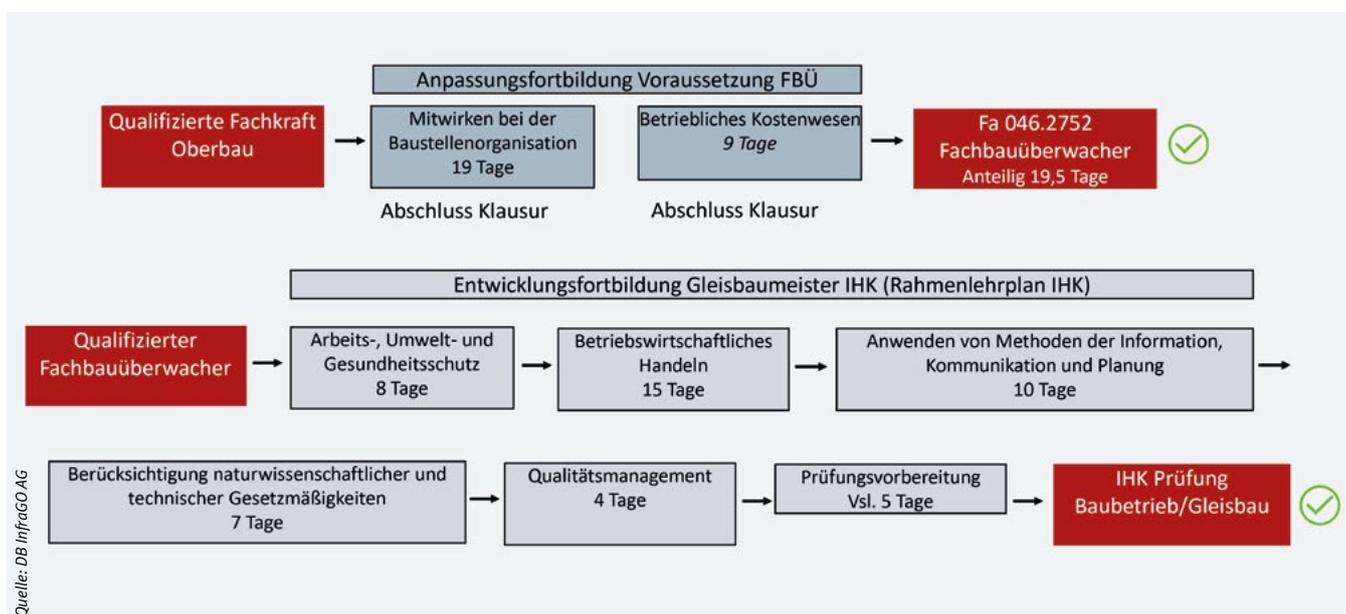 Anpassungsfortbildung Voraussetzung FBÜ
Qualifizierte Fachkraft
Oberbau
Mitwirken bei der
Baustellenorganisation
19 Tage
Abschluss Klausur
Betriebliches Kostenwesen
9 Tage
Abschluss Klausur
Fa 046.2752
Fachbauüberwacher
Anteilig 19,5 Tage
Entwicklungsfortbildung Gleisbaumeister IHK (Rahmenlehrplan IHK)
Qualifizierter
Fachbauüberwacher
Arbeits-, Umwelt- und
Gesundheitsschutz
8 Tage
Betriebswirtschaftliches
Handeln
15 Tage
Anwenden von Methoden der Information,
Kommunikation und Planung
10 Tage
Berücksichtigung naturwissenschaftlicher und
technischer Gesetzmäßigkeiten
7 Tage
Qualitätsmanagement
4 Tage
Prüfungsvorbereitung
Vsl. 5 Tage
IHK Prüfung
Baubetrieb/Gleisbau
Quelle: DB InfraGO AG